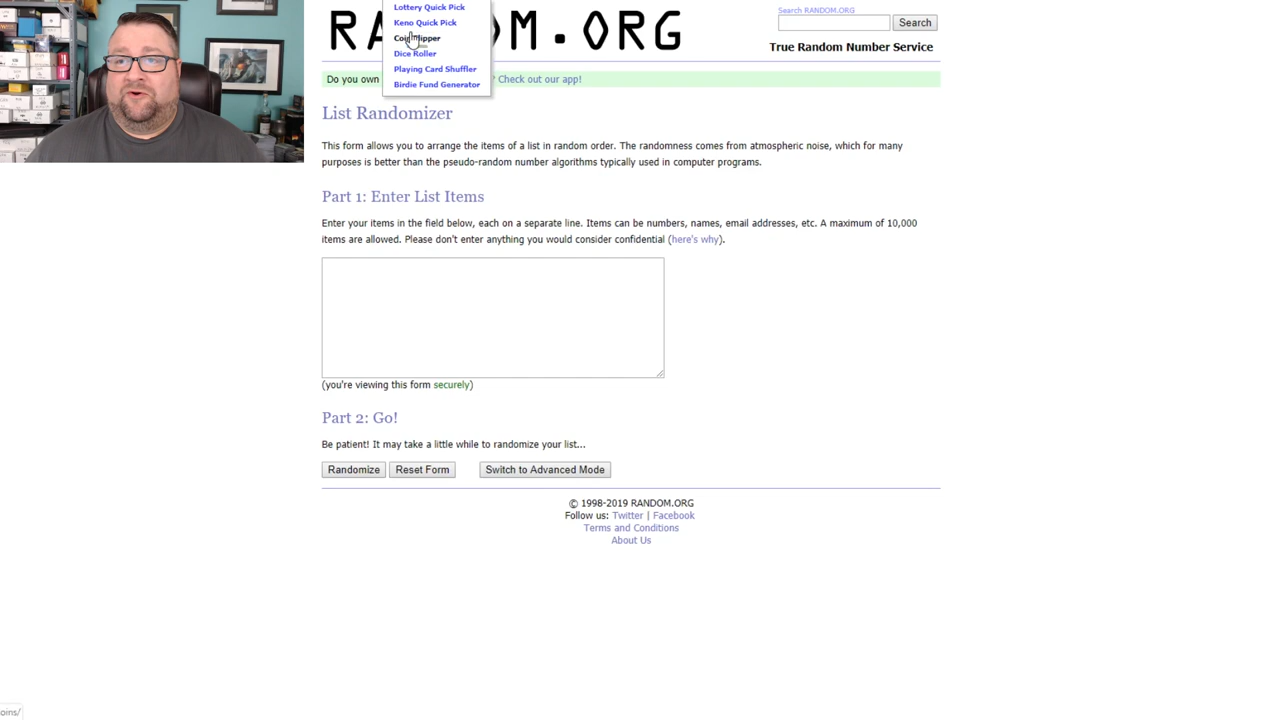 Lottery Quick Pick
Keno Quick Pick
Dice Roller
Playing Card Shuffler
Birdie Fund Generator
Search RANDOM.ORG
Search
True Random Number Service
Do you own
? Check out our app!
List Randomizer
This form allows you to arrange the items of a list in random order. The randomness comes from atmospheric noise, which for many
purposes is better than the pseudo-random number algorithms typically used in computer programs.
Part 1: Enter List Items
Enter your items in the field below, each on a separate line. Items can be numbers, names, email addresses, etc. A maximum of 10,000
items are allowed. Please don't enter anything you would consider confidential (here's why).
(you're viewing this form securely)
Part 2: Go!
Be patient! It may take a little while to randomize your list...
Randomize Reset Form Switch to Advanced Mode
© 1998-2019 RANDOM.ORG
Follow us: Twitter | Facebook
Terms and Conditions
About Us
oins/